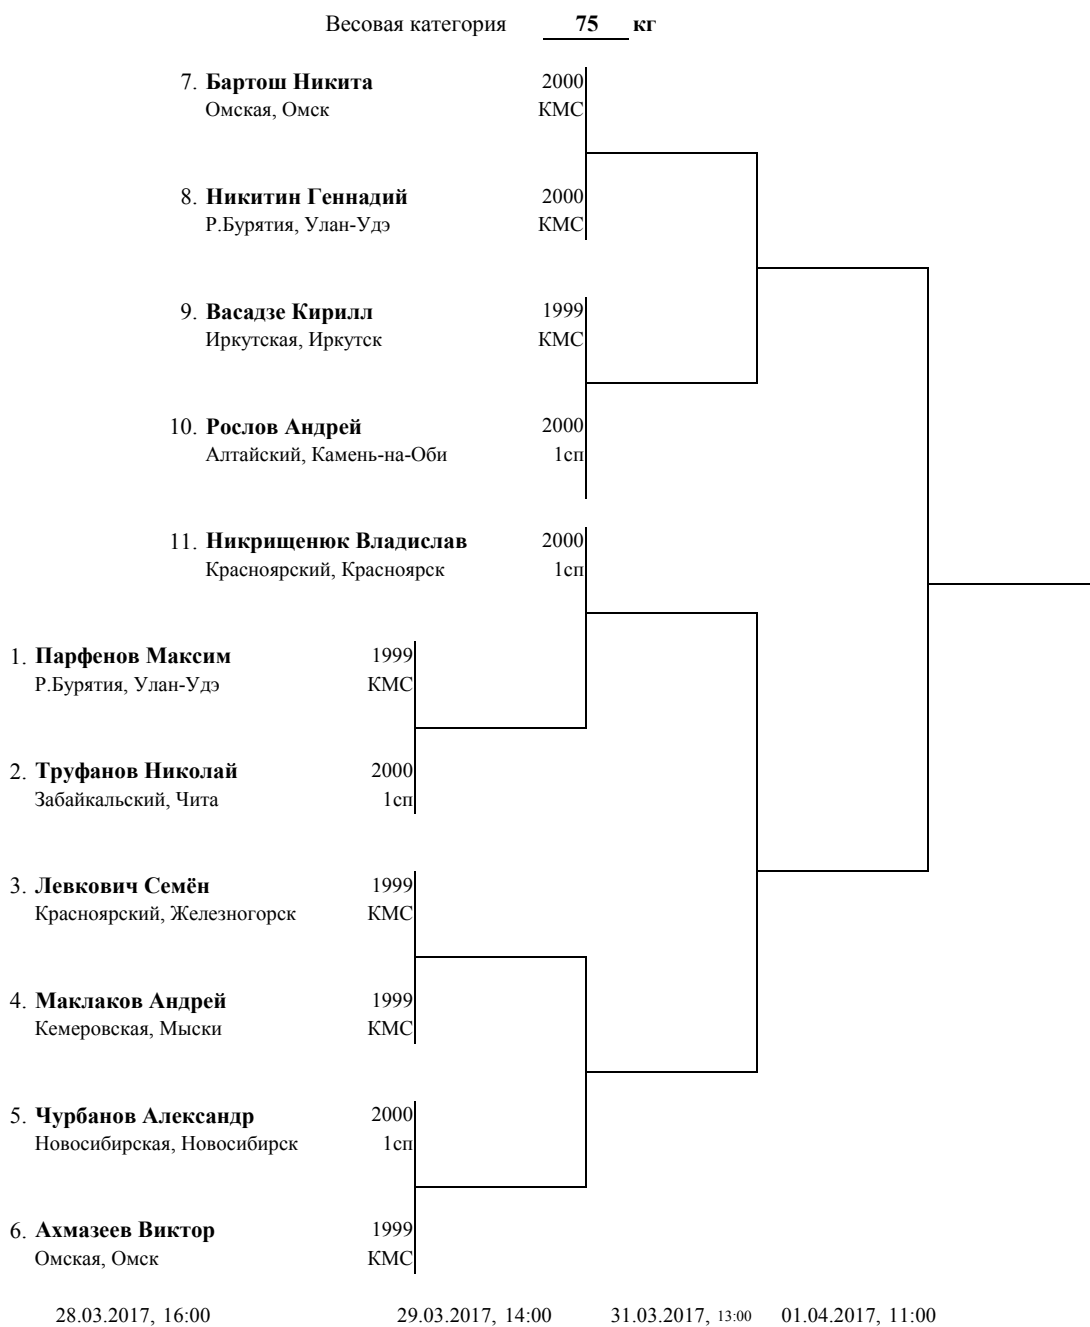 Весовая категория 75 кг
7. Бартош Никита 2000
Омская, Омск КМС
8. Никитин Геннадий 2000
Р.Бурятия, Улан-Удэ КМС
9. Васадзе Кирилл 1999
Иркутская, Иркутск КМС
10. Рослов Андрей 2000
Алтайский, Камень-на-Оби 1сп
11. Никрищенюк Владислав 2000
Красноярский, Красноярск 1сп
1. Парфенов Максим 1999
Р.Бурятия, Улан-Удэ КМС
2. Труфанов Николай 2000
Забайкальский, Чита 1сп
3. Левкович Семён 1999
Красноярский, Железногорск КМС
4. Маклаков Андрей 1999
Кемеровская, Мыски КМС
5. Чурбанов Александр 2000
Новосибирская, Новосибирск 1сп
6. Ахмазеев Виктор 1999
Омская, Омск КМС
28.03.2017, 16:00 29.03.2017, 14:00 31.03.2017, 13:00 01.04.2017, 11:00